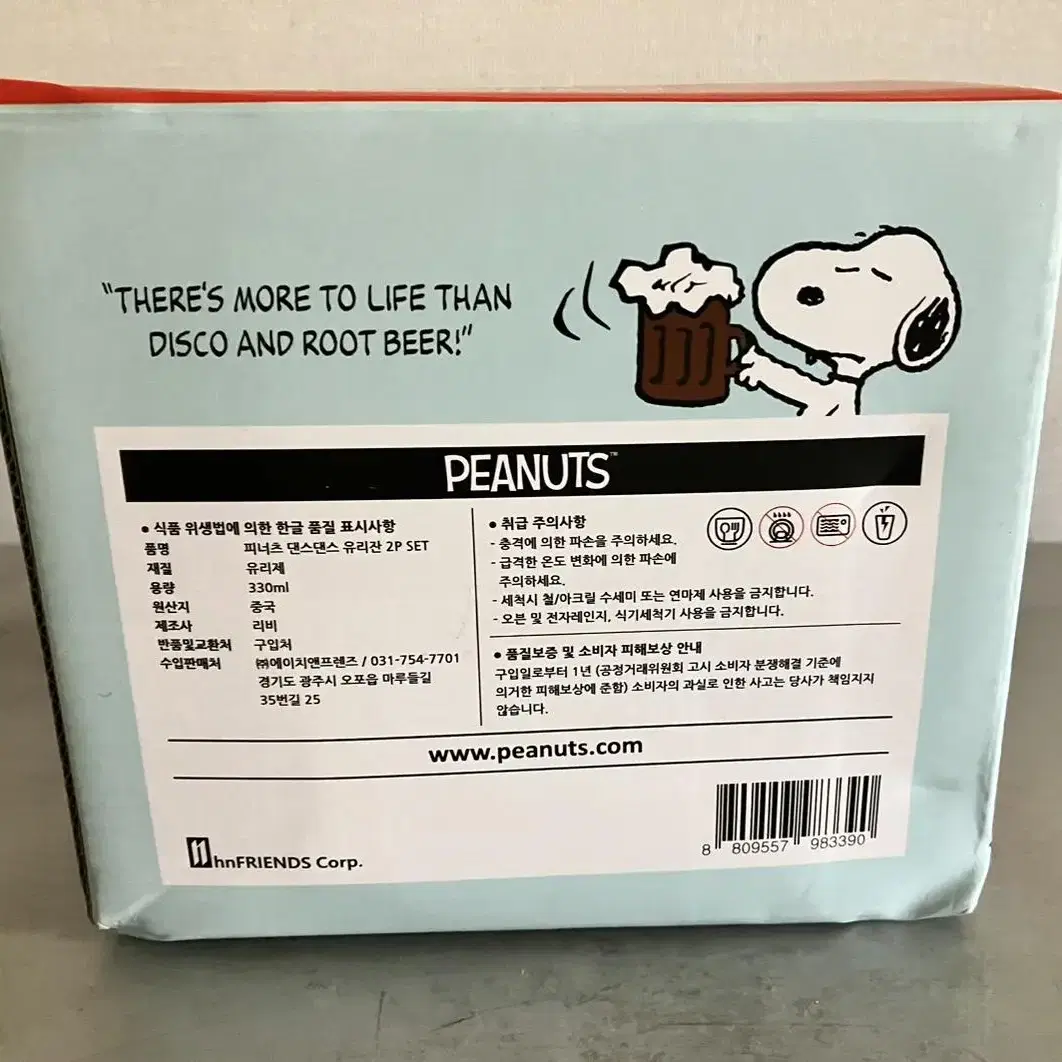 "THERE'S MORE TO LIFE THAN
DISCO AND ROOT BEER!"
PEANUTS™
• 식품 위생법에 의한 한글 품질 표시사항
품명 피너츠 댄스댄스 유리잔 2P SET
재질 유리제
용량 330ml
원산지 중국
제조사 리비
반품및교환처 구입처
수입판매처 ㈜에이치앤프렌즈 / 031-754-7701
경기도 광주시 오포읍 마루들길
35번길 25
• 취급 주의사항
- 충격에 의한 파손을 주의하세요.
- 급격한 온도 변화에 의한 파손에
주의하세요.
- 세척시 철/아크릴 수세미 또는 연마제 사용을 금지합니다.
- 오븐 및 전자레인지, 식기세척기 사용을 금지합니다.
• 품질보증 및 소비자 피해보상 안내
구입일로부터 1년 (공정거래위원회 고시 소비자 분쟁해결 기준에
의거한 피해보상에 준함) 소비자의 과실로 인한 사고는 당사가 책임지지
않습니다.
www.peanuts.com
hnFRIENDS Corp.
8 809557 983390